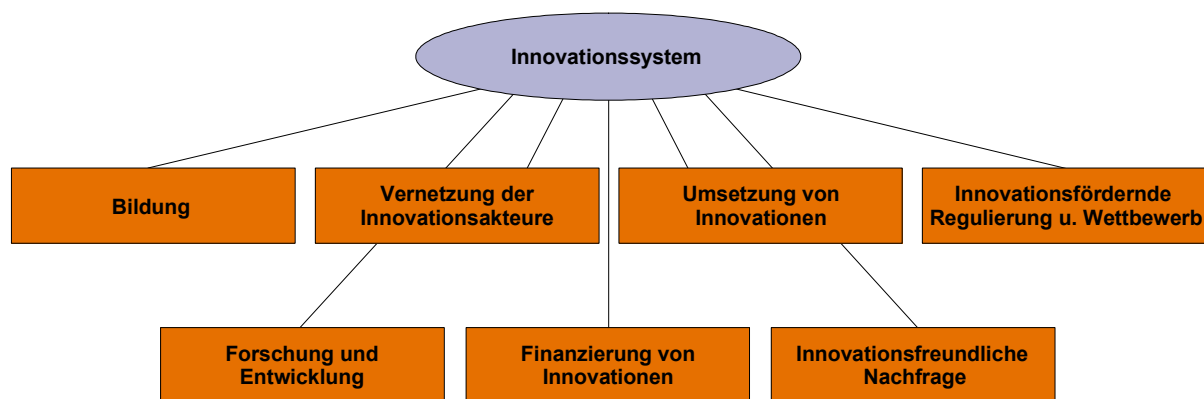 Innovationssystem
Bildung
Vernetzung der
Innovationsakteure
Umsetzung von
Innovationen
Innovationsfördernde
Regulierung u. Wettbewerb
Forschung und
Entwicklung
Finanzierung von
Innovationen
Innovationsfreundliche
Nachfrage